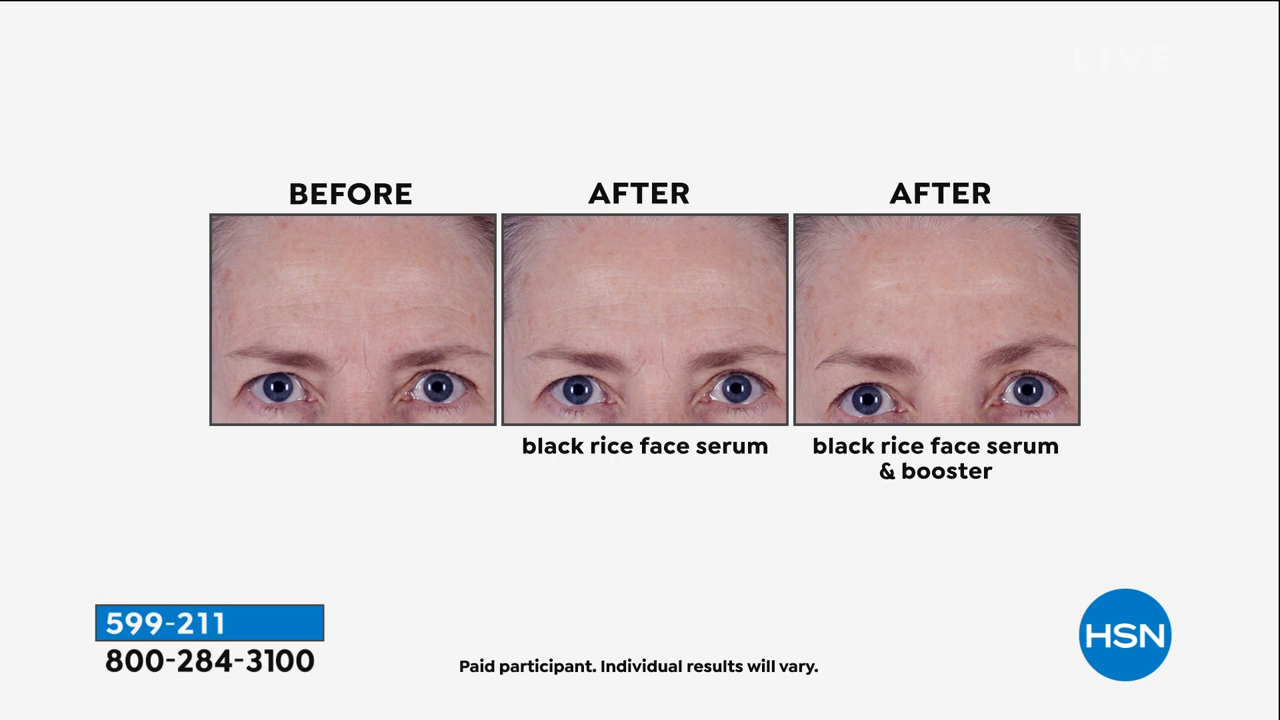 LIVE
BEFORE
AFTER
AFTER
black rice face serum
black rice face serum
& booster
599-211
800-284-3100
Paid participant. Individual results will vary.
HSN